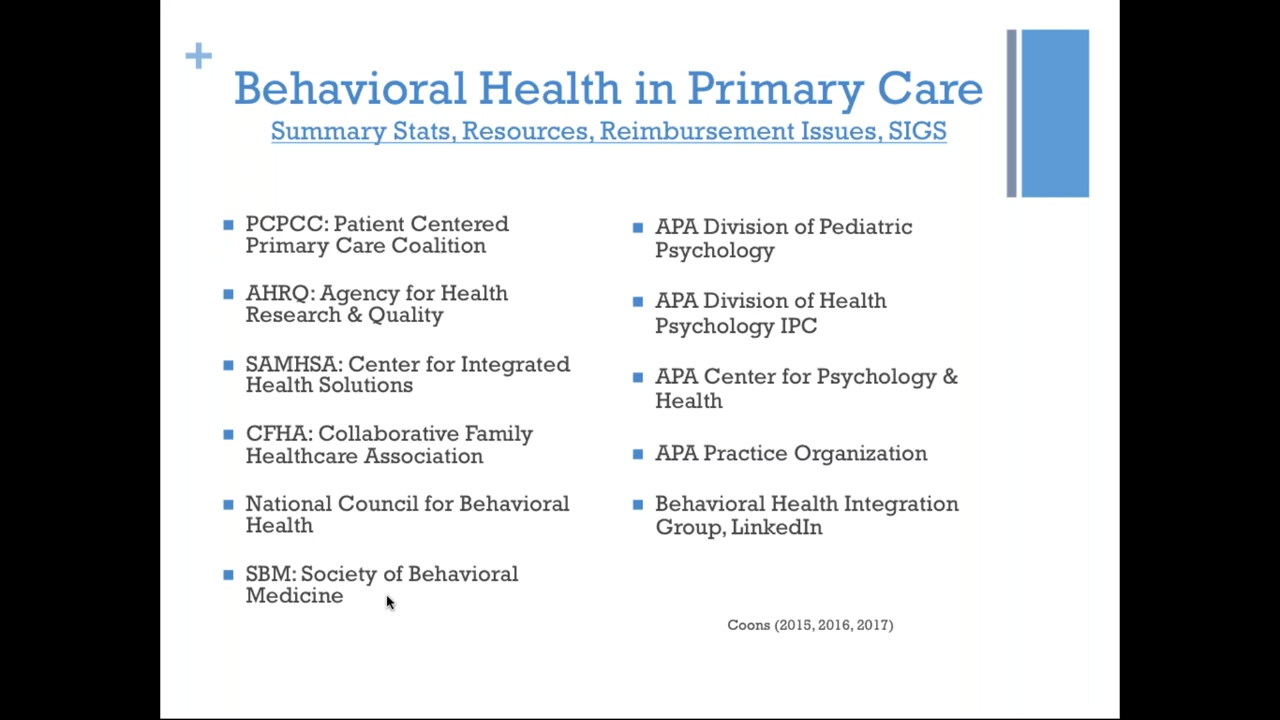 Behavioral Health in Primary Care
Summary Stats, Resources, Reimbursement Issues, SIGS
PCPCC: Patient Centered
Primary Care Coalition
AHRQ: Agency for Health
Research & Quality
SAMHSA: Center for Integrated
Health Solutions
CFHA: Collaborative Family
Healthcare Association
National Council for Behavioral
Health
SBM: Society of Behavioral
Medicine
APA Division of Pediatric
Psychology
APA Division of Health
Psychology IPC
APA Center for Psychology &
Health
APA Practice Organization
Behavioral Health Integration
Group, LinkedIn
Coons (2015, 2016, 2017)